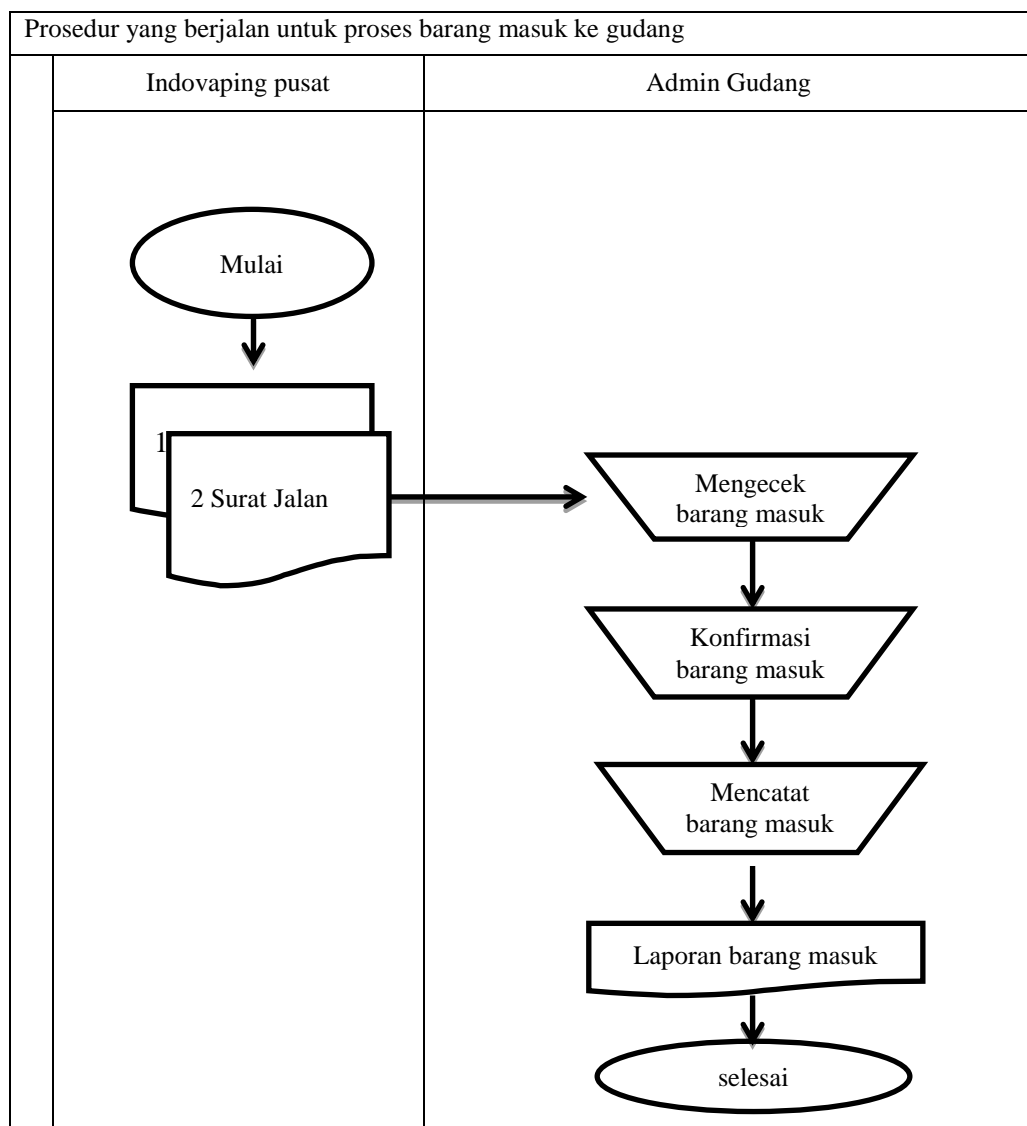 Prosedur yang berjalan untuk proses barang masuk ke gudang
Indovaping pusat
Admin Gudang
Mulai
1
2 Surat Jalan
Mengecek
barang masuk
Konfirmasi
barang masuk
Mencatat
barang masuk
Laporan barang masuk
selesai